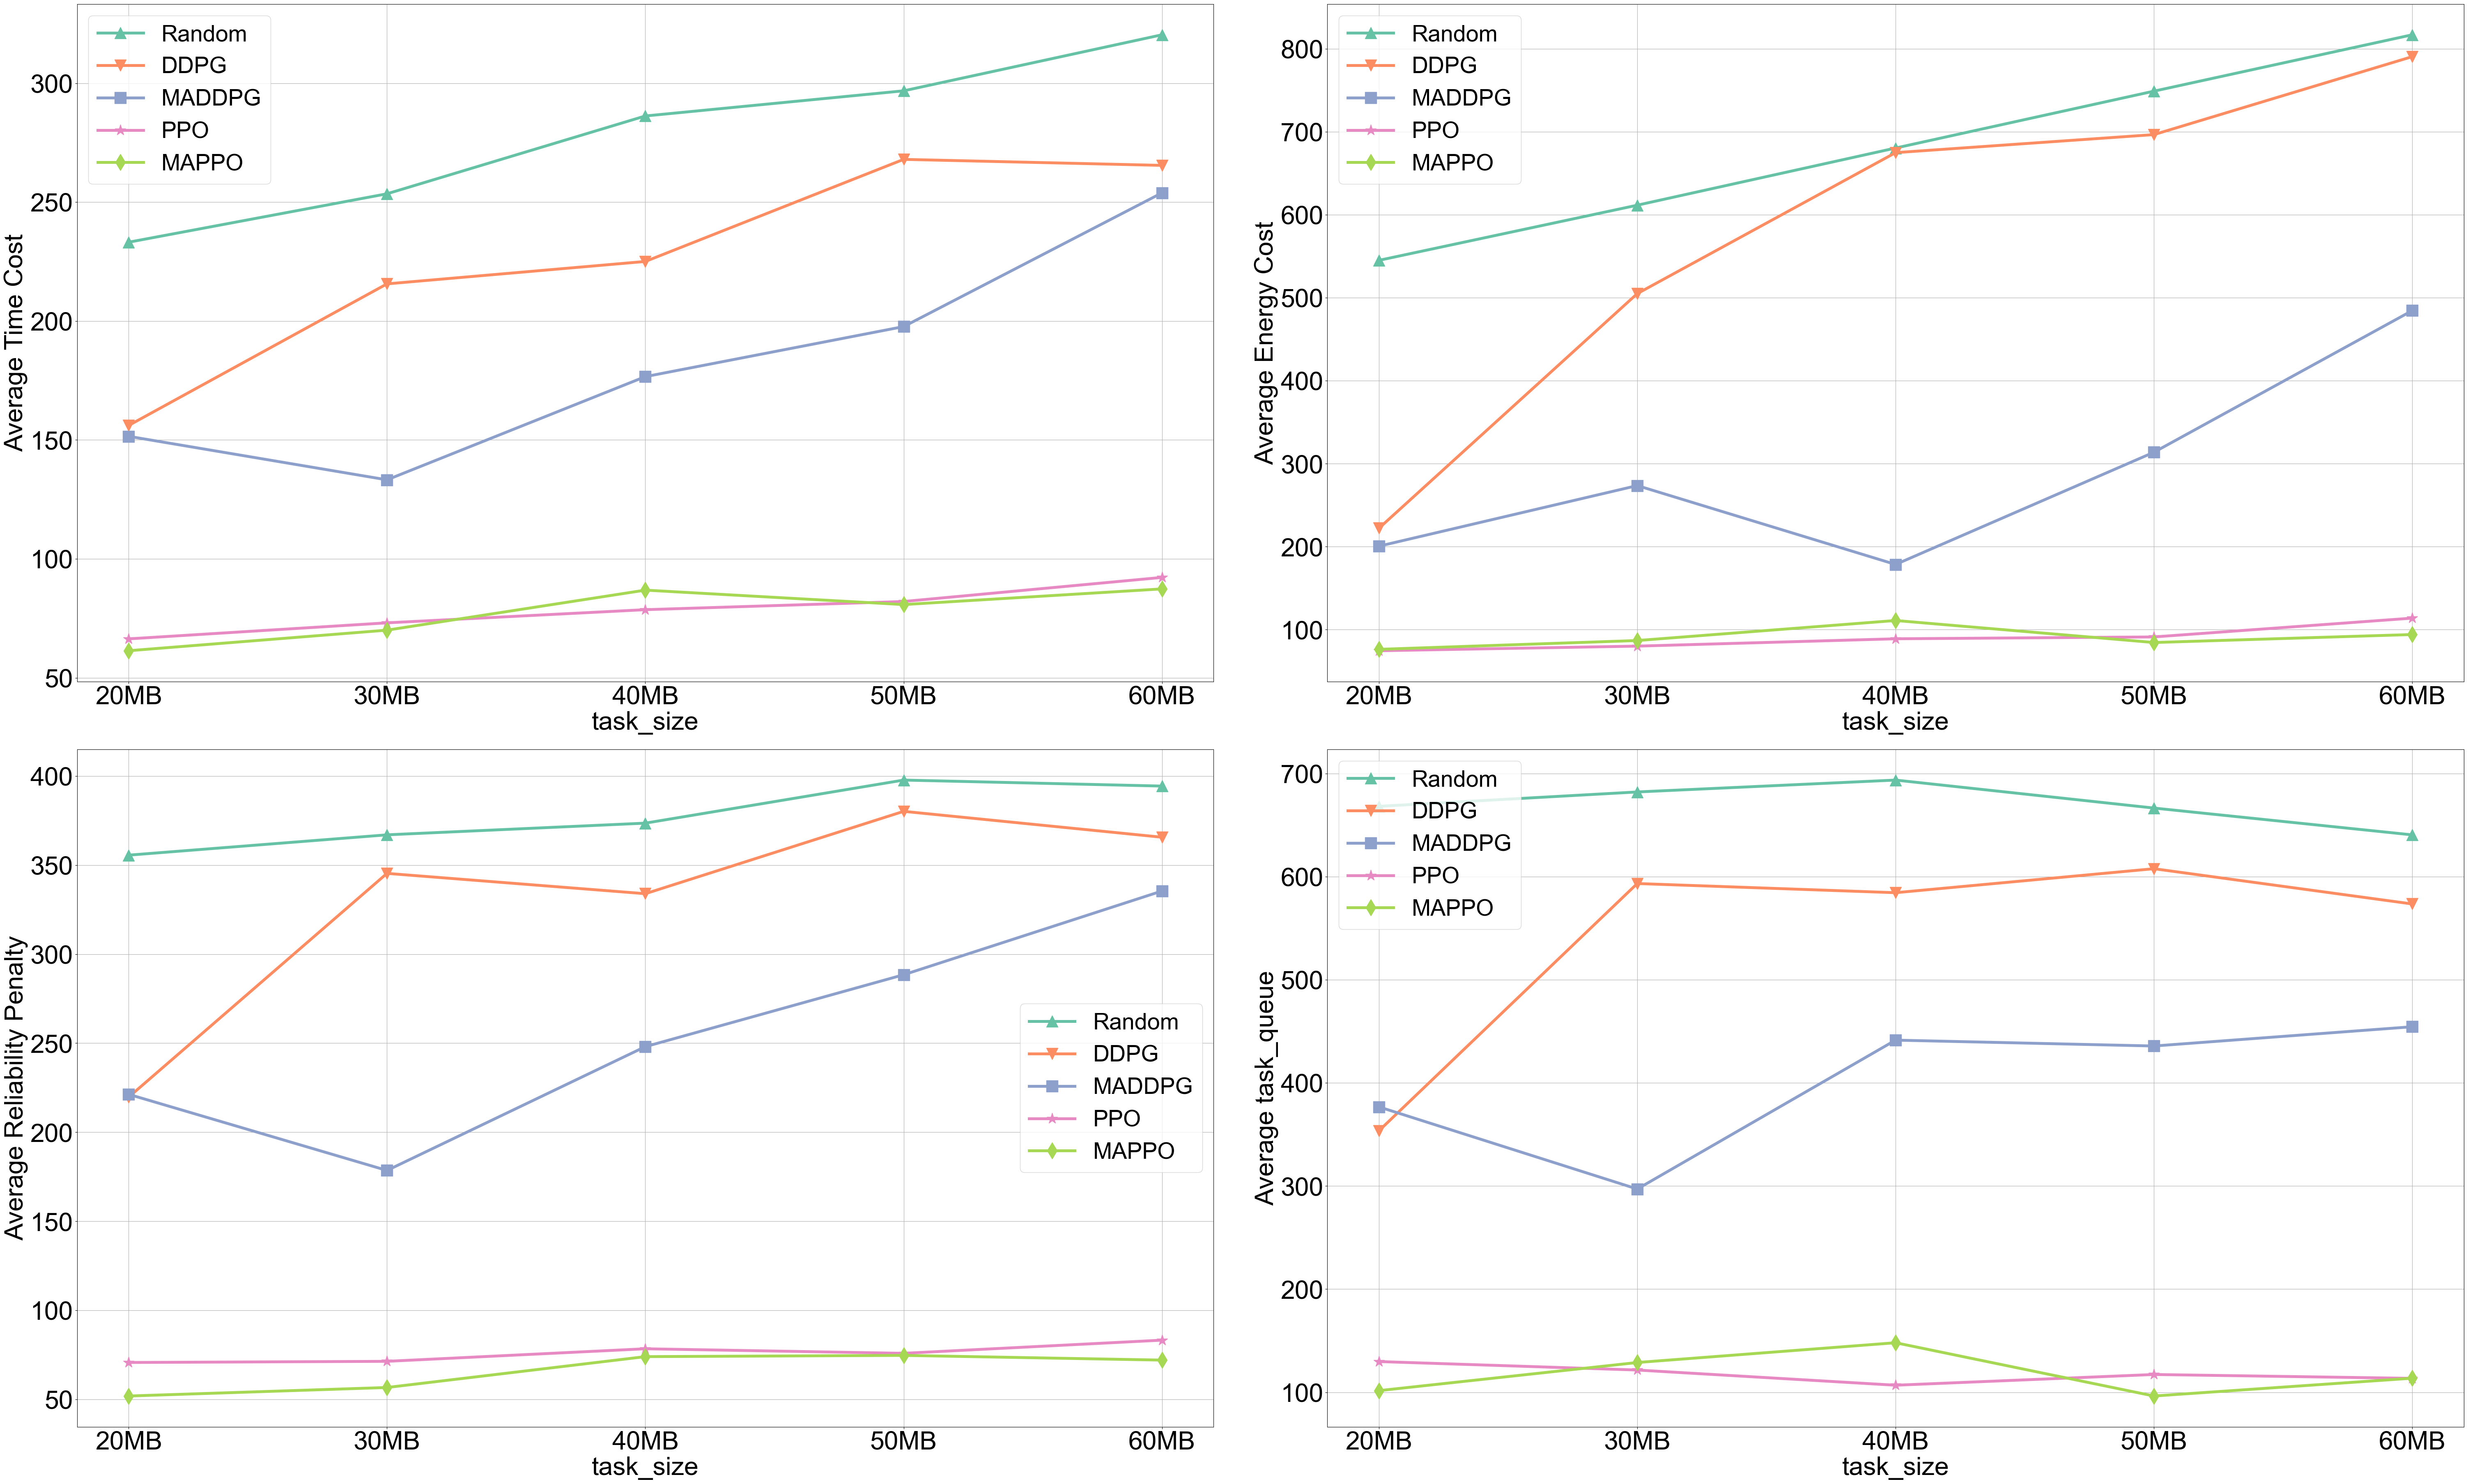 Average Time Cost
300
250
200
150
100
50
Random
DDPG
MADDPG
PPO
MAPPO
20MB 30MB 40MB 50MB 60MB
task_size
Average Energy Cost
800
700
600
500
400
300
200
100
Random
DDPG
MADDPG
PPO
MAPPO
20MB 30MB 40MB 50MB 60MB
task_size
Average Reliability Penalty
400
350
300
250
200
150
100
50
Random
DDPG
MADDPG
PPO
MAPPO
20MB 30MB 40MB 50MB 60MB
task_size
Average task_queue
700
600
500
400
300
200
100
Random
DDPG
MADDPG
PPO
MAPPO
20MB 30MB 40MB 50MB 60MB
task_size